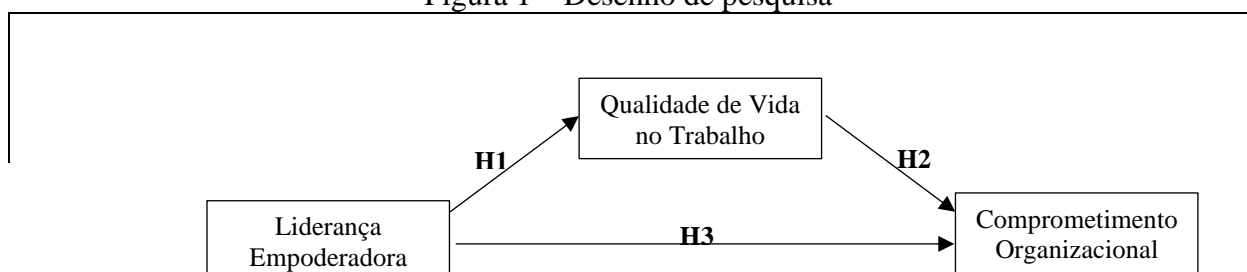 Figura 1 – Desenho de pesquisa
Qualidade de Vida
no Trabalho
H1
H2
Liderança
Empoderadora
H3
Comprometimento
Organizacional